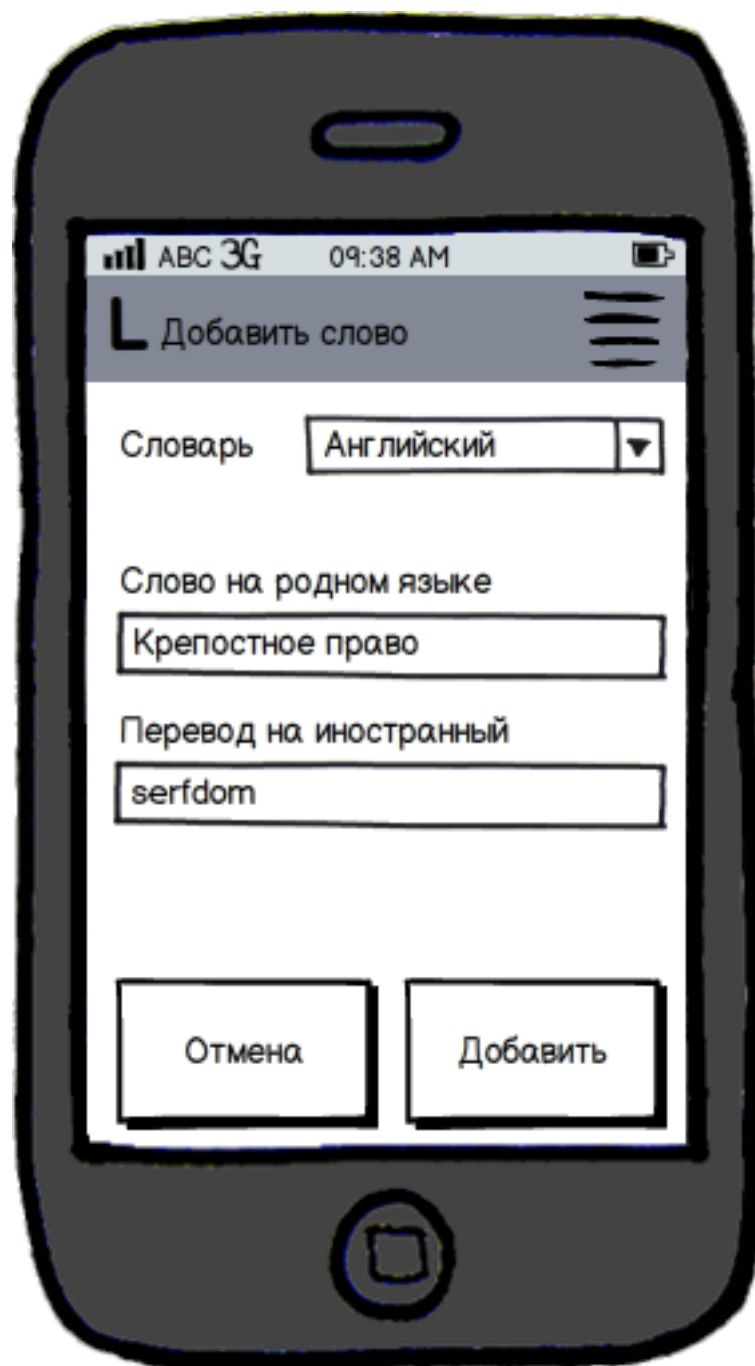 ABC 3G 09:38 AM
L Добавить слово
Словарь Английский
Слово на родном языке
Крепостное право
Перевод на иностранный
serfdom
Отмена Добавить